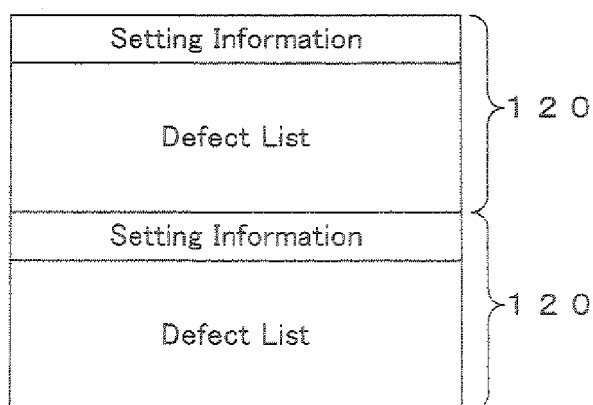 Setting Information
Defect List
１２０
Setting Information
Defect List
１２０